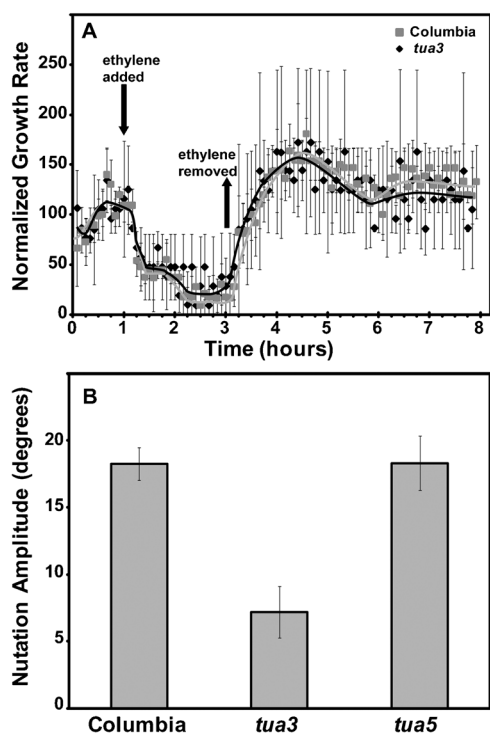 A
Columbia
tua3
ethylene
added
ethylene
removed
Normalized Growth Rate
250
200
150
100
50
0
0 1 2 3 4 5 6 7 8
Time (hours)
B
Nutation Amplitude (degrees)
20
15
10
5
0
Columbia tua3 tua5